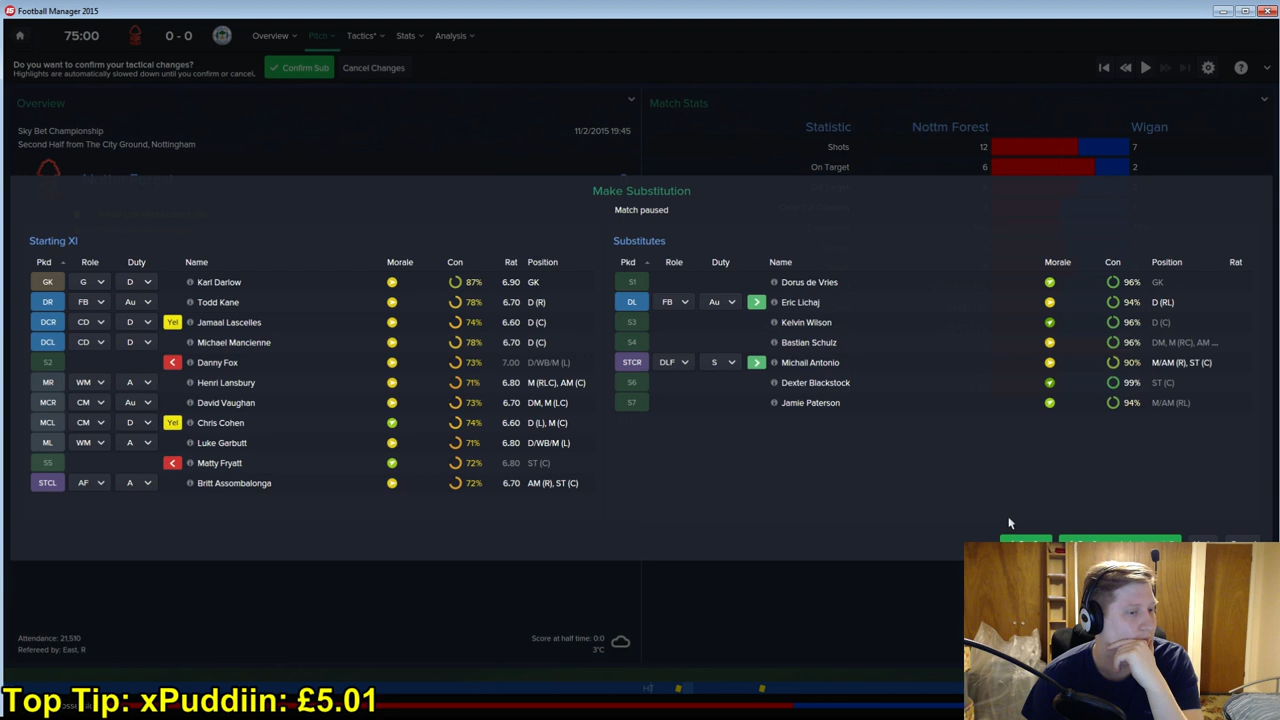 Football Manager 2015
75:00 0 - 0 Overview Pitch Tactics* Stats Analysis
Do you want to confirm your tactical changes?
Highlights are automatically slowed down until you confirm or cancel.
Confirm Sub Cancel Changes
Overview
Match Stats
Sky Bet Championship 11/2/2015 19:45
Second Half from The City Ground, Nottingham
Statistic Nottm Forest Wigan
Shots 12 7
On Target 6 2
Make Substitution
Match paused
Starting XI
Pkd Role Duty Name Morale Con Rat Position
GK G D Karl Darlow 87% 6.90 GK
DR FB Au Todd Kane 78% 6.70 D (R)
DCR CD D Yel Jamaal Lascelles 74% 6.60 D (C)
DCL CD D Michael Mancienne 78% 6.70 D (C)
S2 Danny Fox 73% 7.00 D/WB/M (L)
MR WM A Henri Lansbury 71% 6.80 M (RLC), AM (C)
MCR CM Au David Vaughan 73% 6.70 DM, M (LC)
MCL CM D Yel Chris Cohen 74% 6.60 D (L), M (C)
ML WM A Luke Garbutt 71% 6.80 D/WB/M (L)
S5 Matty Fryatt 72% 6.80 ST (C)
STCL AF A Britt Assombalonga 72% 6.70 AM (R), ST (C)
Substitutes
Pkd Role Duty Name Morale Con Position Rat
S1 Dorus de Vries 96% GK
DL FB Au Eric Lichaj 94% D (RL)
S3 Kelvin Wilson 96% D (C)
S4 Bastian Schulz 96% DM, M (RC), AM ...
STCR DLF S Michail Antonio 90% M/AM (R), ST (C)
S6 Dexter Blackstock 99% ST (C)
S7 Jamie Paterson 94% M/AM (RL)
Attendance: 21,510
Refereed by: East, R
Score at half time: 0:0
3°C
HT
Top Tip: xPuddiin: £5.01